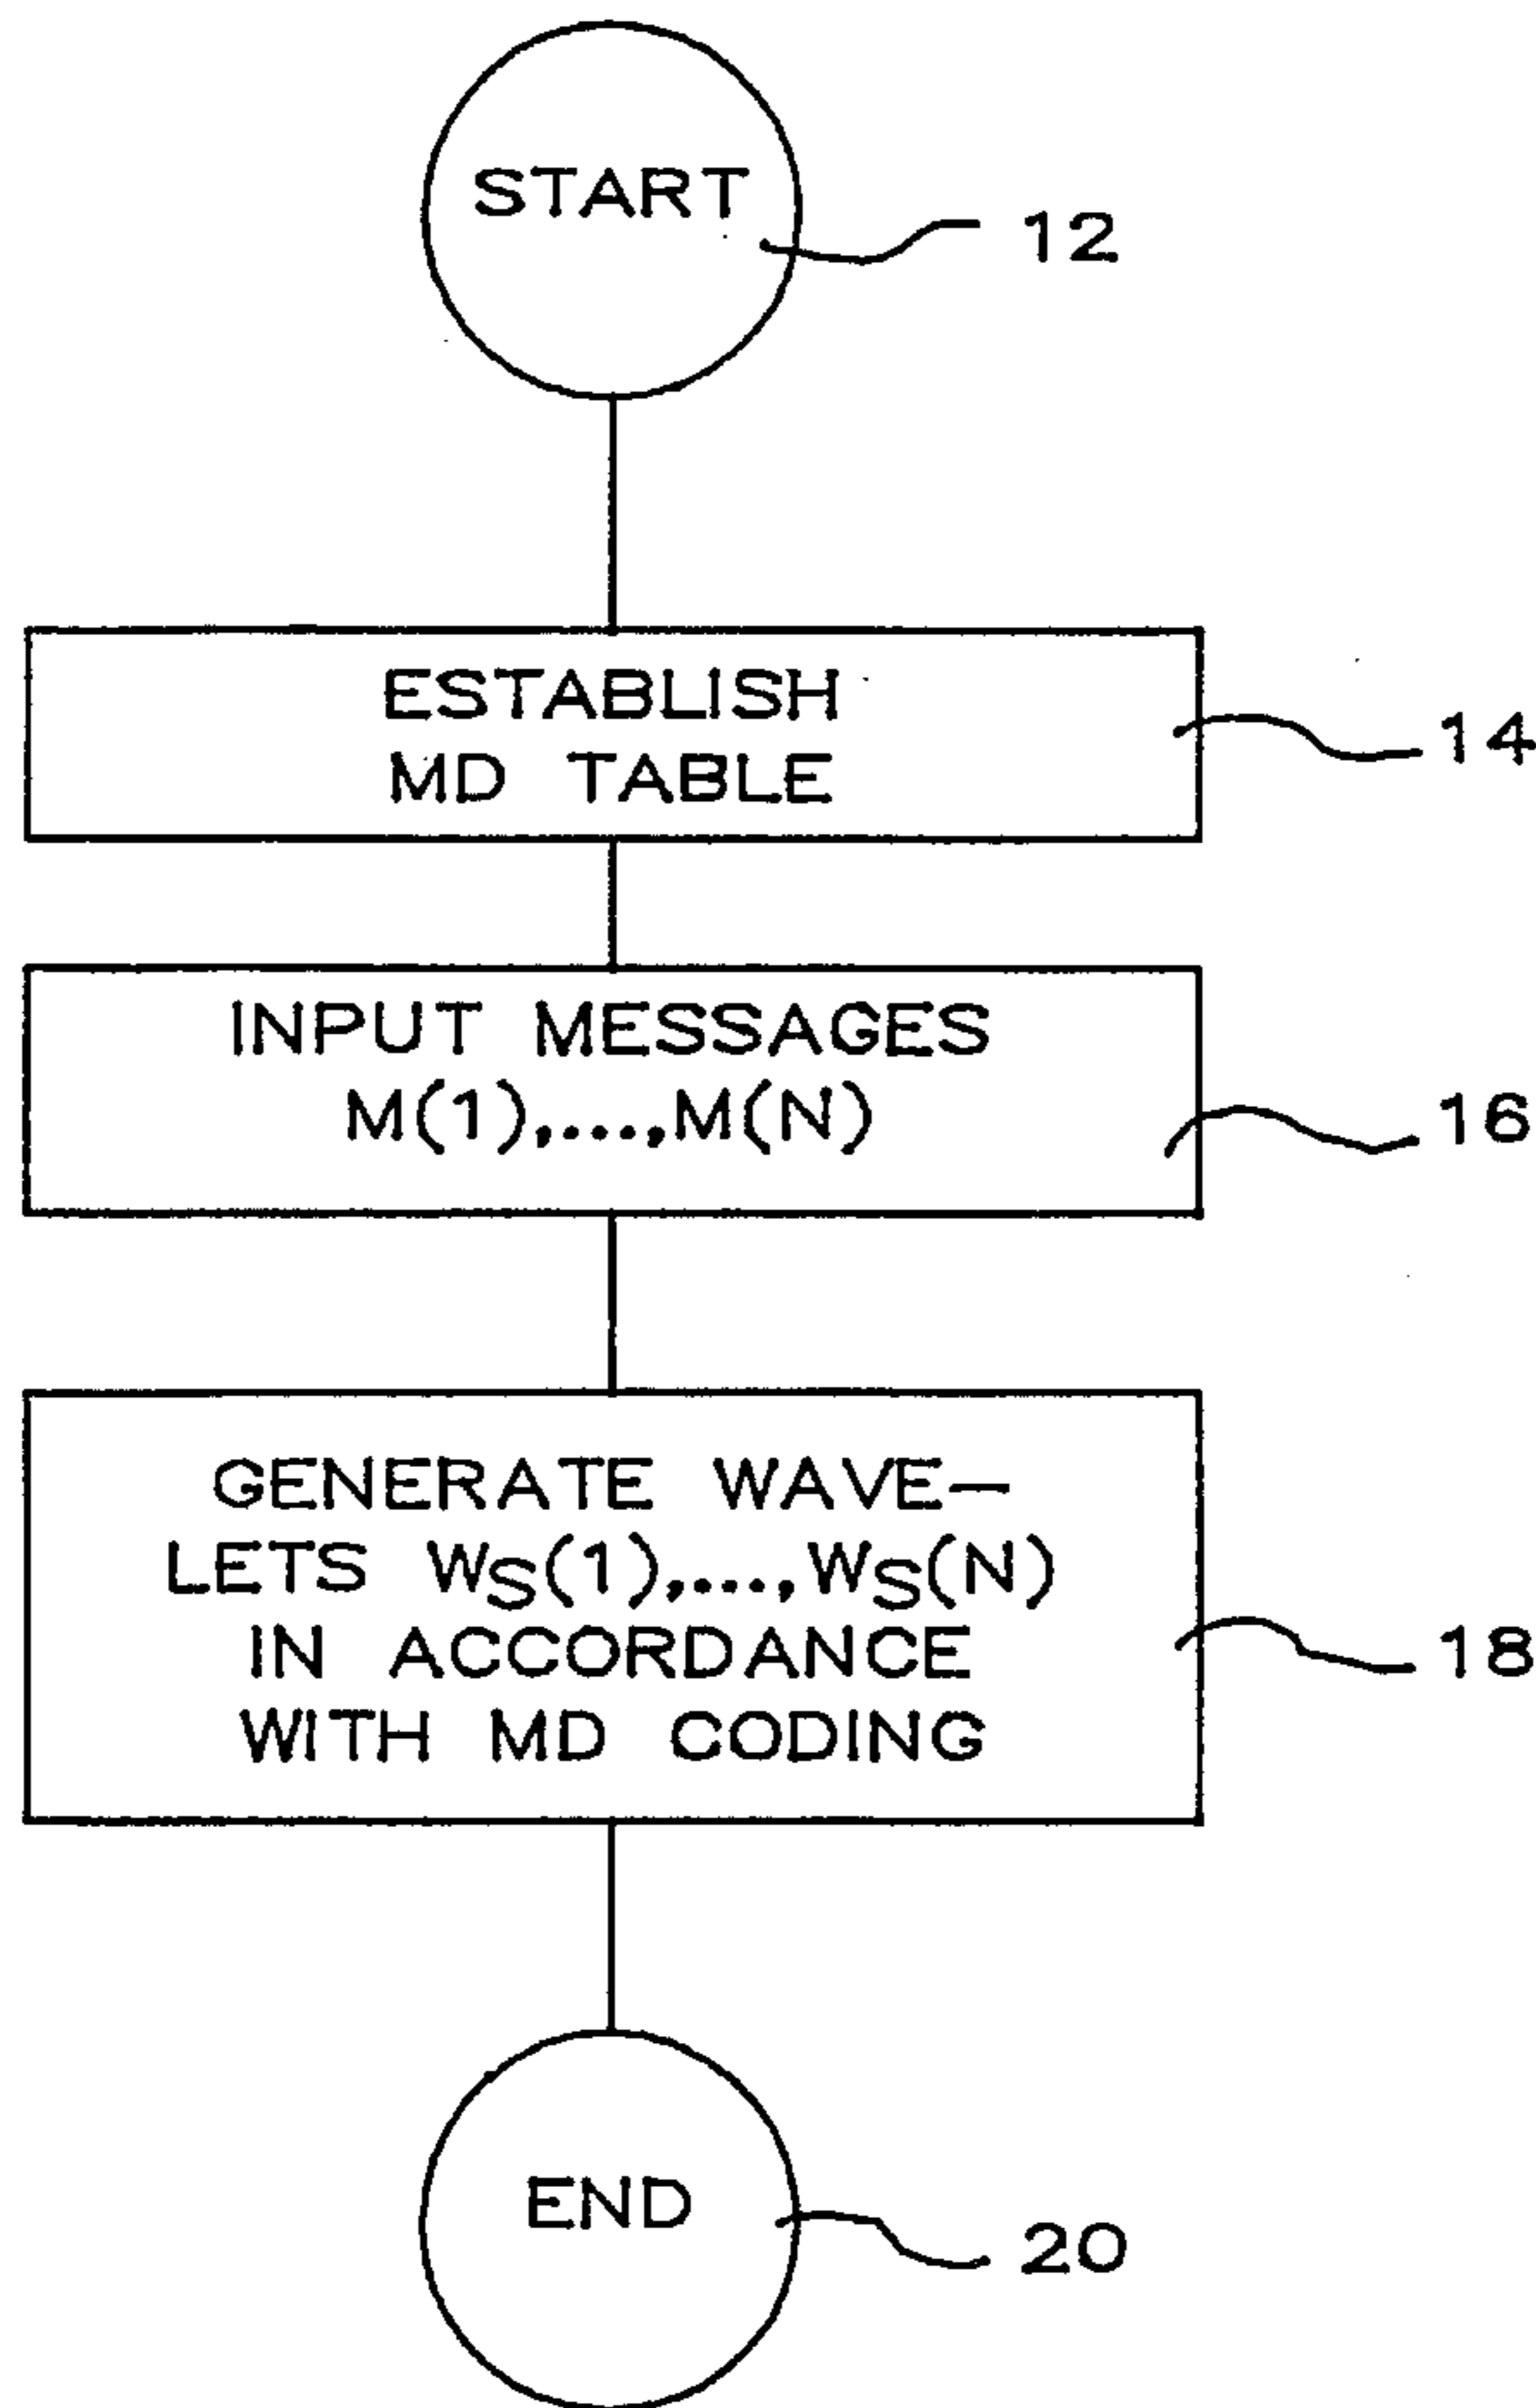 START
12
ESTABLISH
MD TABLE
14
INPUT MESSAGES
M(1),...,M(N)
16
GENERATE WAVE-
LETS WS(1),...,WS(N)
IN ACCORDANCE
WITH MD CODING
18
END
20